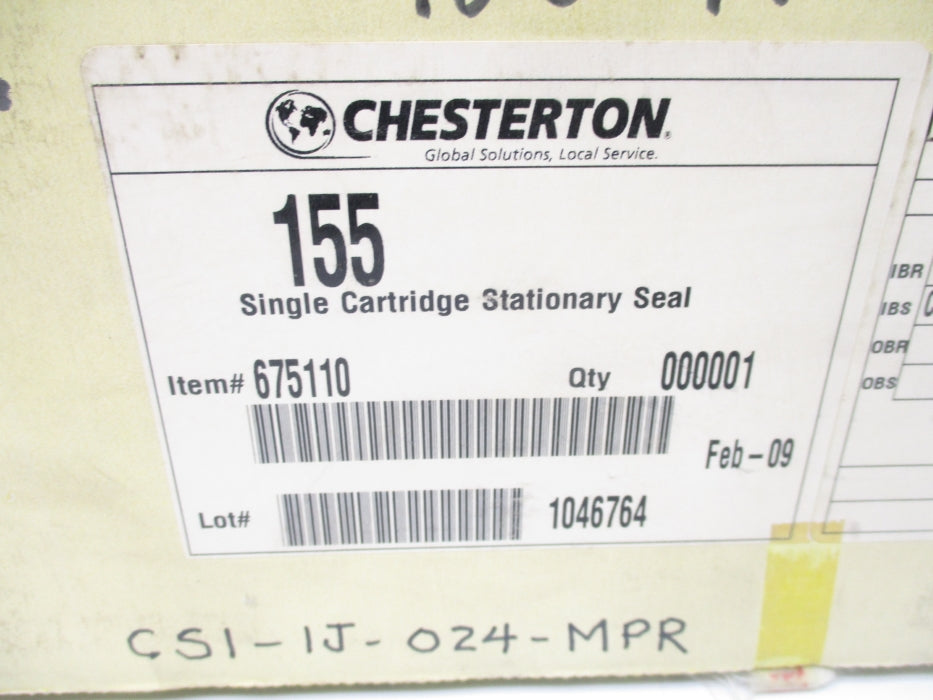 CHESTERTON®
Global Solutions, Local Service.
155
Single Cartridge Stationary Seal
Item# 675110 Qty 000001
Feb-09
Lot# 1046764
IBR
IBS
OBR
OBS
CSI-IJ-024-MPR